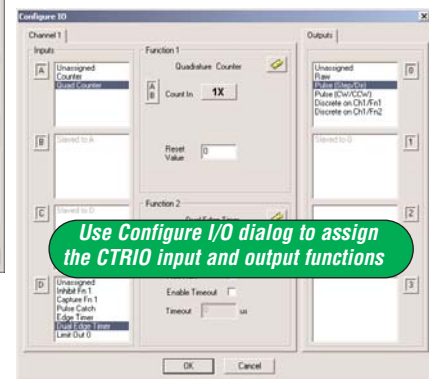 Configure IO
Channel 1
Outputs
Inputs
A
Unassigned
Counter
Quad Counter
Function 1
Quadrature Counter
A
B
Count In
1X
Reset
Value
0
Unassigned
Raw
Pulse (Step/Dir)
Pulse (CW/CCW)
Discrete on Ch1/Fn1
Discrete on Ch1/Fn2
0
B
Slaved to A
Slaved to 0
1
C
Slaved to D
Function 2
Dual Edge Timer
2
Use Configure I/O dialog to assign
the CTRIO input and output functions
D
Unassigned
Inhibit Fn 1
Capture Fn 1
Pulse Catch
Edge Timer
Dual Edge Timer
Limit Out 0
Enable Timeout
Timeout
0
us
3
OK
Cancel